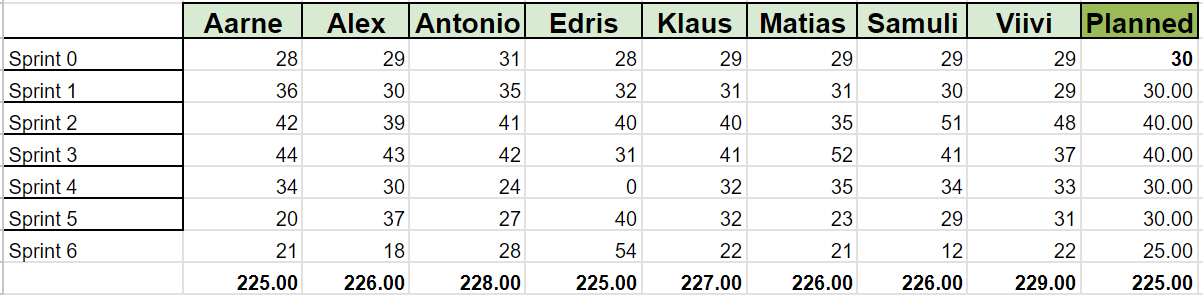 Aarne Alex Antonio Edris Klaus Matias Samuli Viivi Planned
Sprint 0 28 29 31 28 29 29 29 29 30
Sprint 1 36 30 35 32 31 31 30 29 30.00
Sprint 2 42 39 41 40 40 35 51 48 40.00
Sprint 3 44 43 42 31 41 52 41 37 40.00
Sprint 4 34 30 24 0 32 35 34 33 30.00
Sprint 5 20 37 27 40 32 23 29 31 30.00
Sprint 6 21 18 28 54 22 21 12 22 25.00
225.00 226.00 228.00 225.00 227.00 226.00 226.00 229.00 225.00